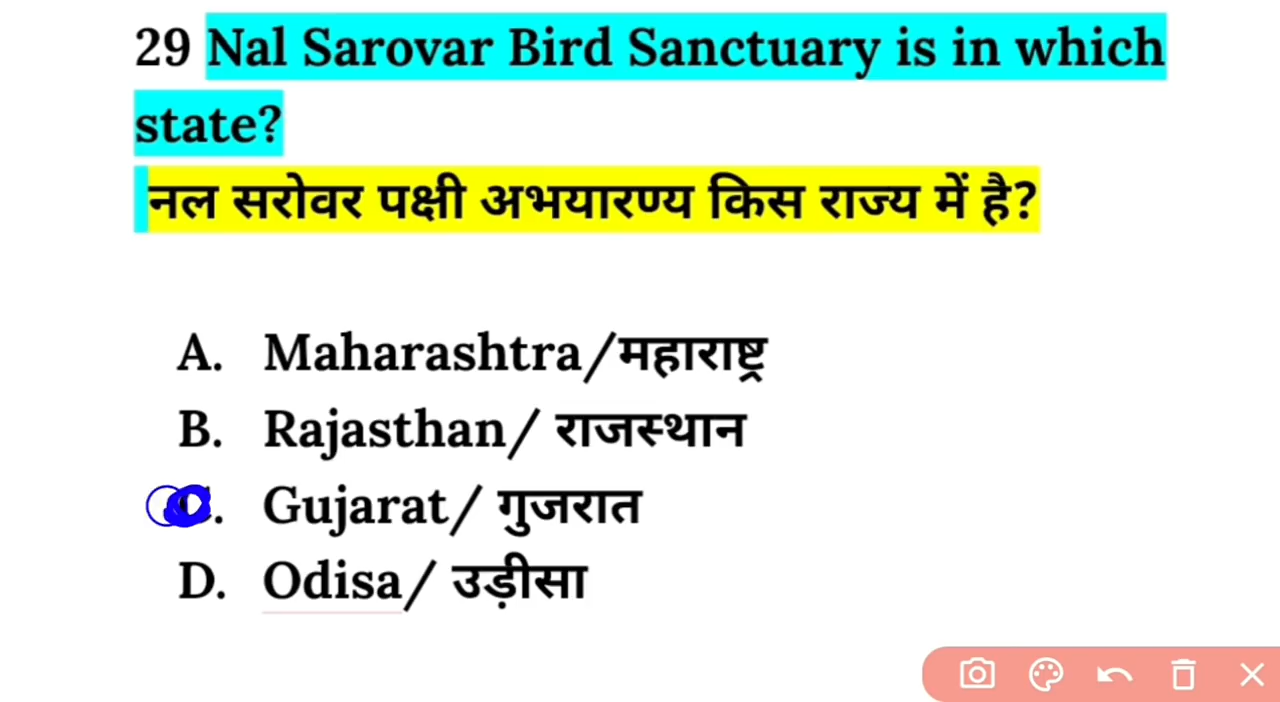 29 Nal Sarovar Bird Sanctuary is in which
state?
नल सरोवर पक्षी अभयारण्य किस राज्य में है?
A. Maharashtra/महाराष्ट्र
B. Rajasthan/ राजस्थान
C. Gujarat/ गुजरात
D. Odisa/ उड़ीसा